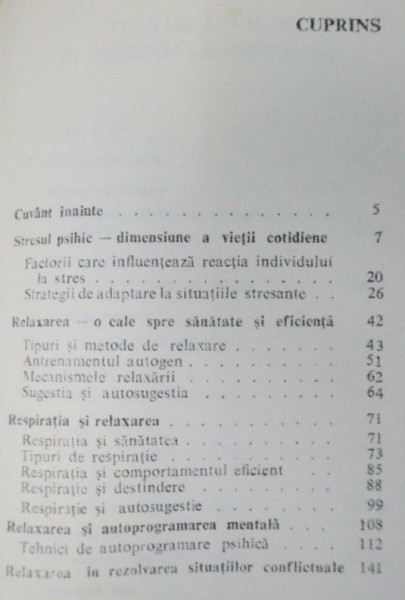 CUPRINS
Cuvânt înainte . . . . . . . . . . . . 5
Stresul psihic — dimensiune a vieții cotidiene 7
Factorii care influențează reacția individului
la stres . . . . . . . . . . . . 20
Strategii de adaptare la situațiile stresante . . 26
Relaxarea — o cale spre sănătate și eficiență 42
Tipuri și metode de relaxare . . . . . . 43
Antrenamentul autogen . . . . . . . . 51
Mecanismele relaxării . . . . . . . . 62
Sugestia și autosugestia . . . . . . . 64
Respirația și relaxarea . . . . . . . . . 71
Respirația și sănătatea . . . . . . . . 71
Tipuri de respirație . . . . . . . . . 73
Respirația și comportamentul eficient . . 85
Respirație și destindere . . . . . . . 88
Respirație și autosugestie . . . . . . 99
Relaxarea și autoprogramarea mentală . . . 108
Tehnici de autoprogramare psihică . . . . 112
Relaxarea în rezolvarea situațiilor conflictuale 141